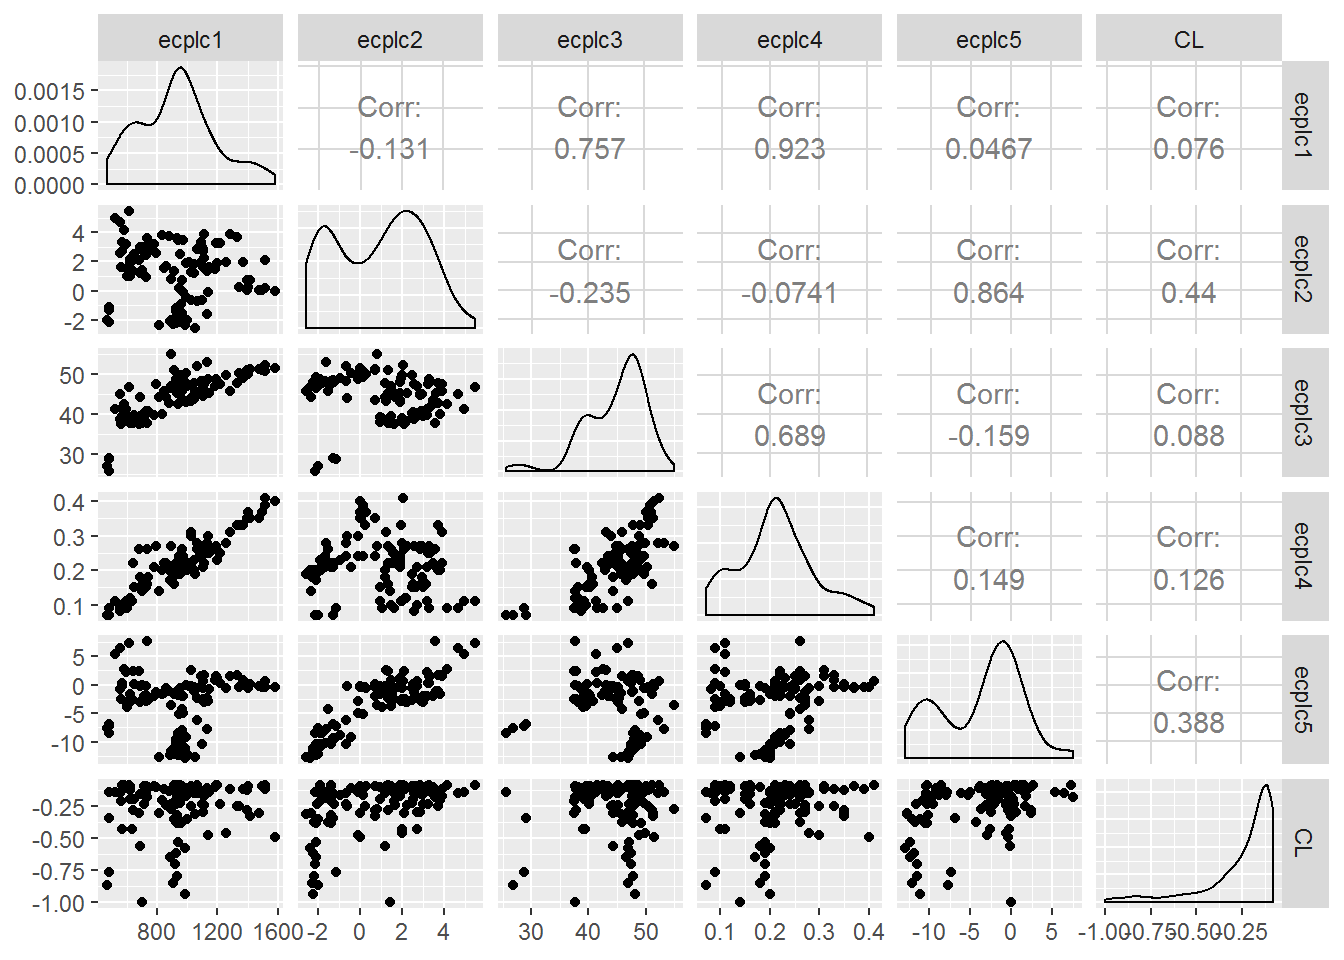 ecplc1 ecplc2 ecplc3 ecplc4 ecplc5 CL
0.0015
0.0010
0.0005
0.0000
Corr: Corr: Corr: Corr: Corr:
-0.131 0.757 0.923 0.0467 0.076
ecplc1
4
2
0
-2
Corr: Corr: Corr: Corr:
-0.235 -0.0741 0.864 0.44
ecplc2
50
40
30
Corr: Corr: Corr:
0.689 -0.159 0.088
ecplc3
0.4
0.3
0.2
0.1
Corr: Corr:
0.149 0.126
ecplc4
5
0
-5
-10
Corr:
0.388
ecplc5
-0.25
-0.50
-0.75
-1.00
CL
800 1200 1600 -2 0 2 4 30 40 50 0.1 0.2 0.3 0.4 -10 -5 0 5 -1.00 -0.75 -0.50 -0.25